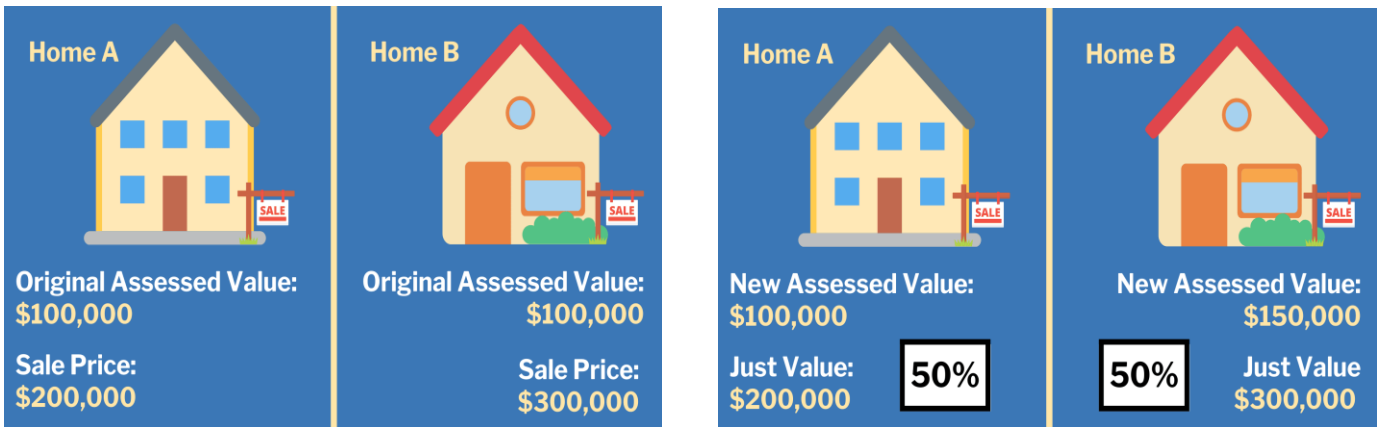 Home A
SALE
Original Assessed Value:
$100,000
Sale Price:
$200,000
Home B
SALE
Original Assessed Value:
$100,000
Sale Price:
$300,000
Home A
SALE
New Assessed Value:
$100,000
Just Value:
$200,000
50%
Home B
SALE
New Assessed Value:
$150,000
50%
Just Value
$300,000